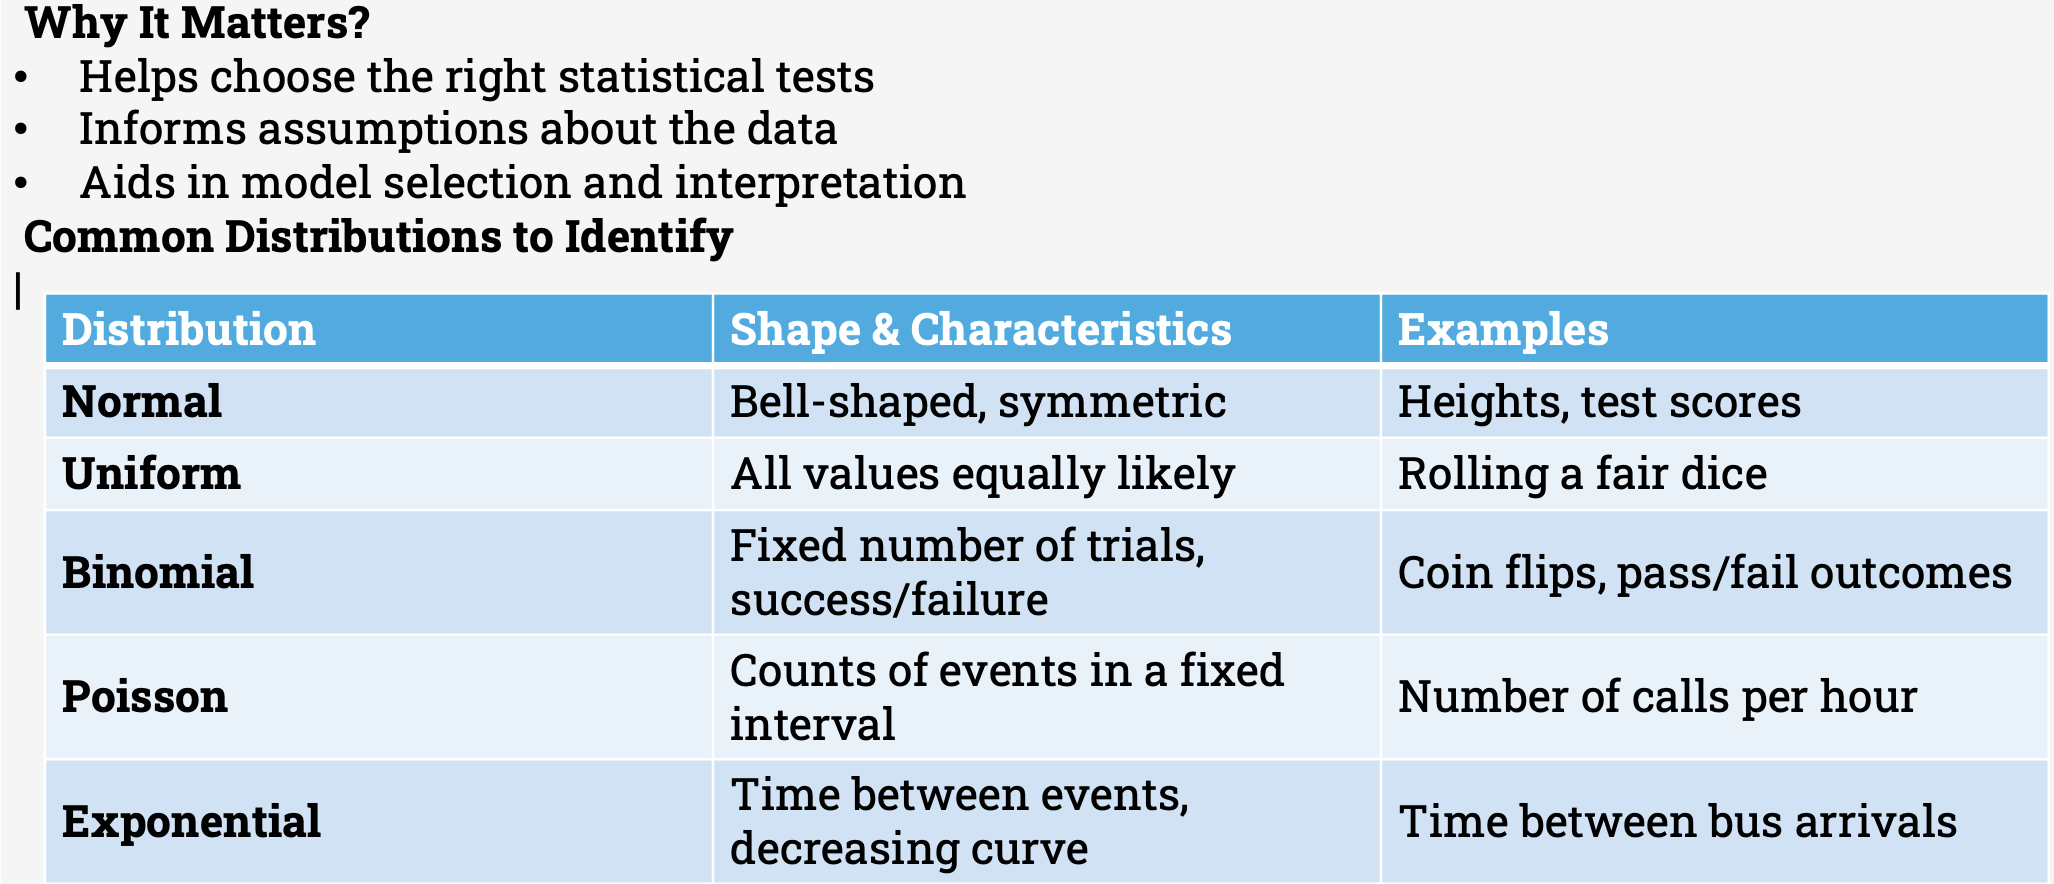 Why It Matters?
• Helps choose the right statistical tests
• Informs assumptions about the data
• Aids in model selection and interpretation
Common Distributions to Identify
Distribution Shape & Characteristics Examples
Normal Bell-shaped, symmetric Heights, test scores
Uniform All values equally likely Rolling a fair dice
Binomial Fixed number of trials,
success/failure Coin flips, pass/fail outcomes
Poisson Counts of events in a fixed
interval Number of calls per hour
Exponential Time between events,
decreasing curve Time between bus arrivals